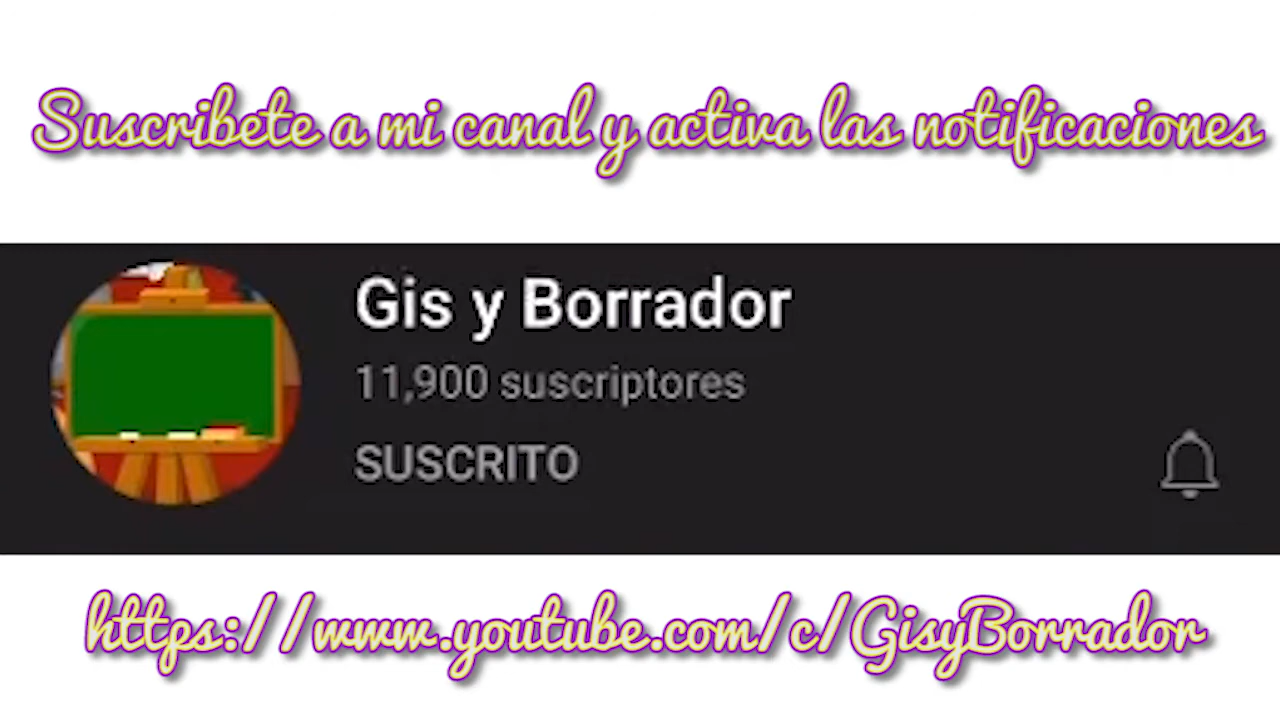 Suscribete a mi canal y activa las notificaciones
Gis y Borrador
11,900 suscriptores
SUSCRITO
https://www.youtube.com/c/GisyBorrador